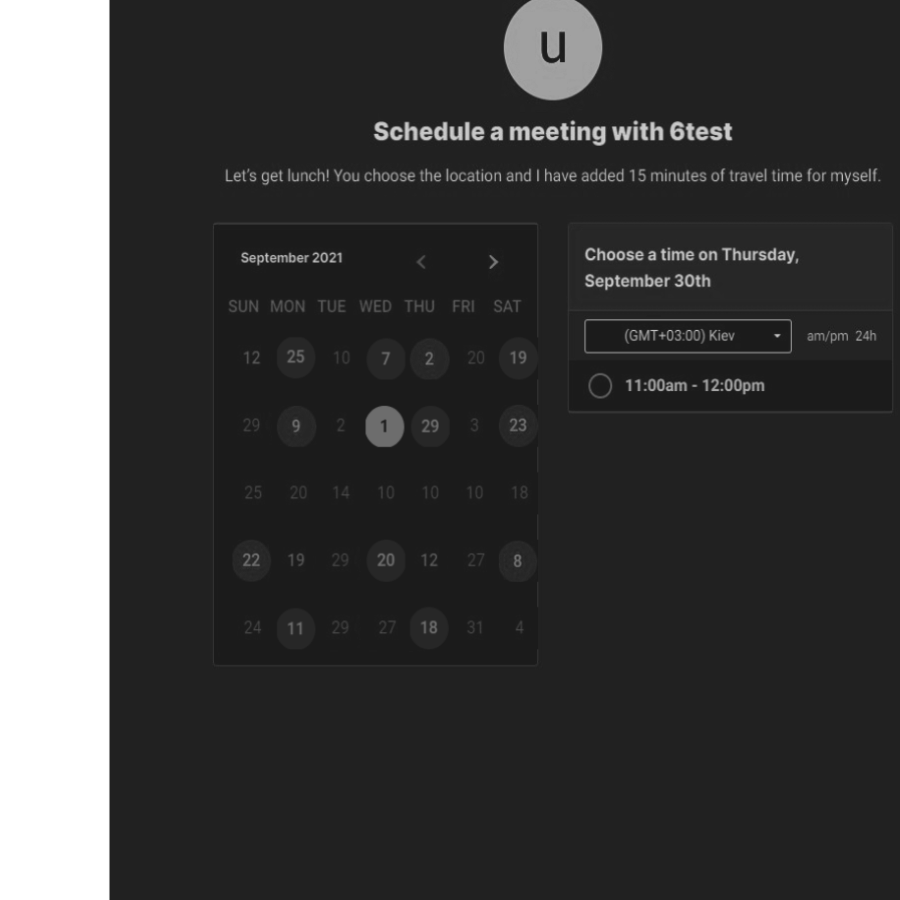 u
Schedule a meeting with 6test
Let's get lunch! You choose the location and I have added 15 minutes of travel time for myself.
September 2021
SUN MON TUE WED THU FRI SAT
12 25 10 7 2 20 19
29 9 2 1 29 3 23
25 20 14 10 10 10 18
22 19 29 20 12 27 8
24 11 29 27 18 31 4
Choose a time on Thursday,
September 30th
(GMT+03:00) Kiev am/pm 24h
11:00am - 12:00pm